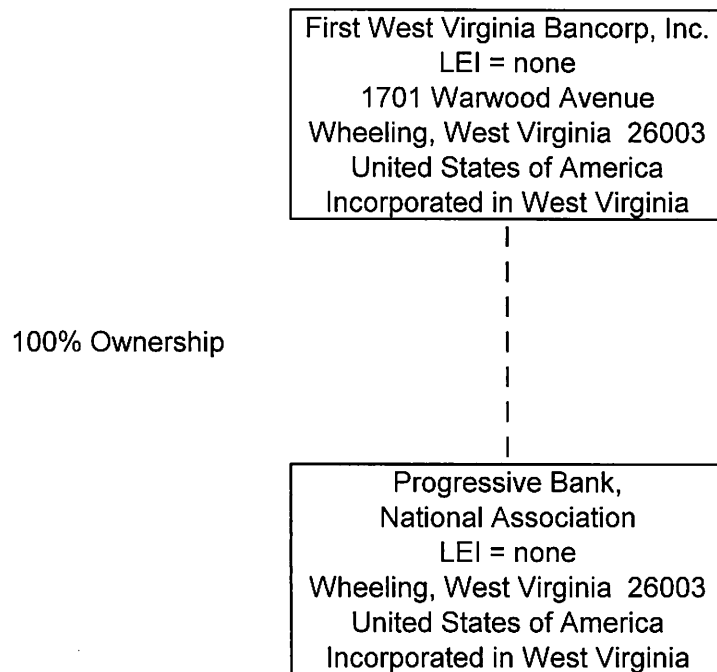 First West Virginia Bancorp, Inc.
LEI = none
1701 Warwood Avenue
Wheeling, West Virginia 26003
United States of America
Incorporated in West Virginia
100% Ownership
Progressive Bank,
National Association
LEI = none
Wheeling, West Virginia 26003
United States of America
Incorporated in West Virginia